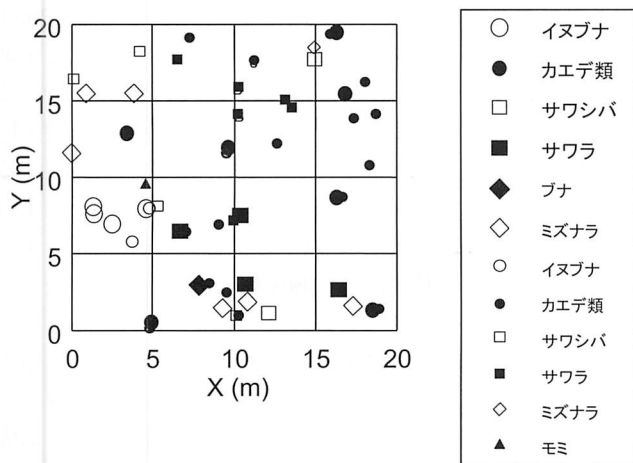 20
15
10
5
0
Y (m)
0 5 10 15 20
X (m)
イヌブナ
カエデ類
サワシバ
サワラ
ブナ
ミズナラ
イヌブナ
カエデ類
サワシバ
サワラ
ミズナラ
モミ